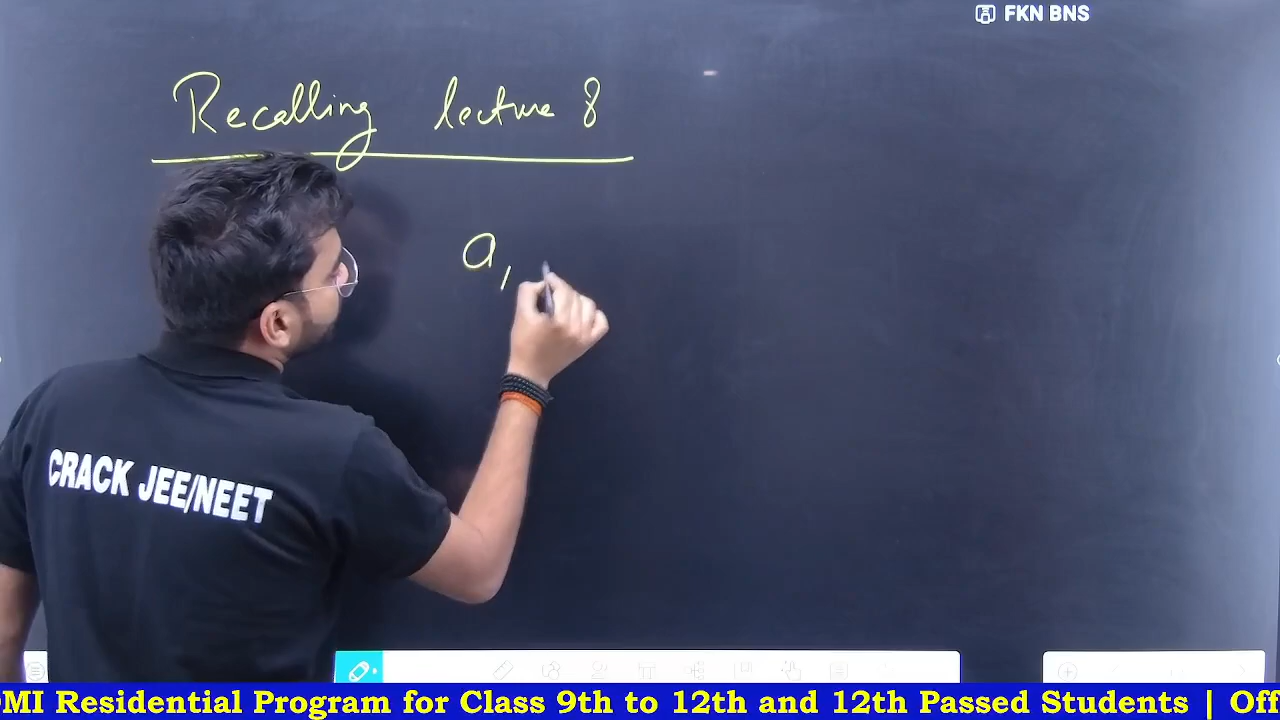 FKN BNS
Recalling lecture 8
a,
CRACK JEE/NEET
MI Residential Program for Class 9th to 12th and 12th Passed Students | Off